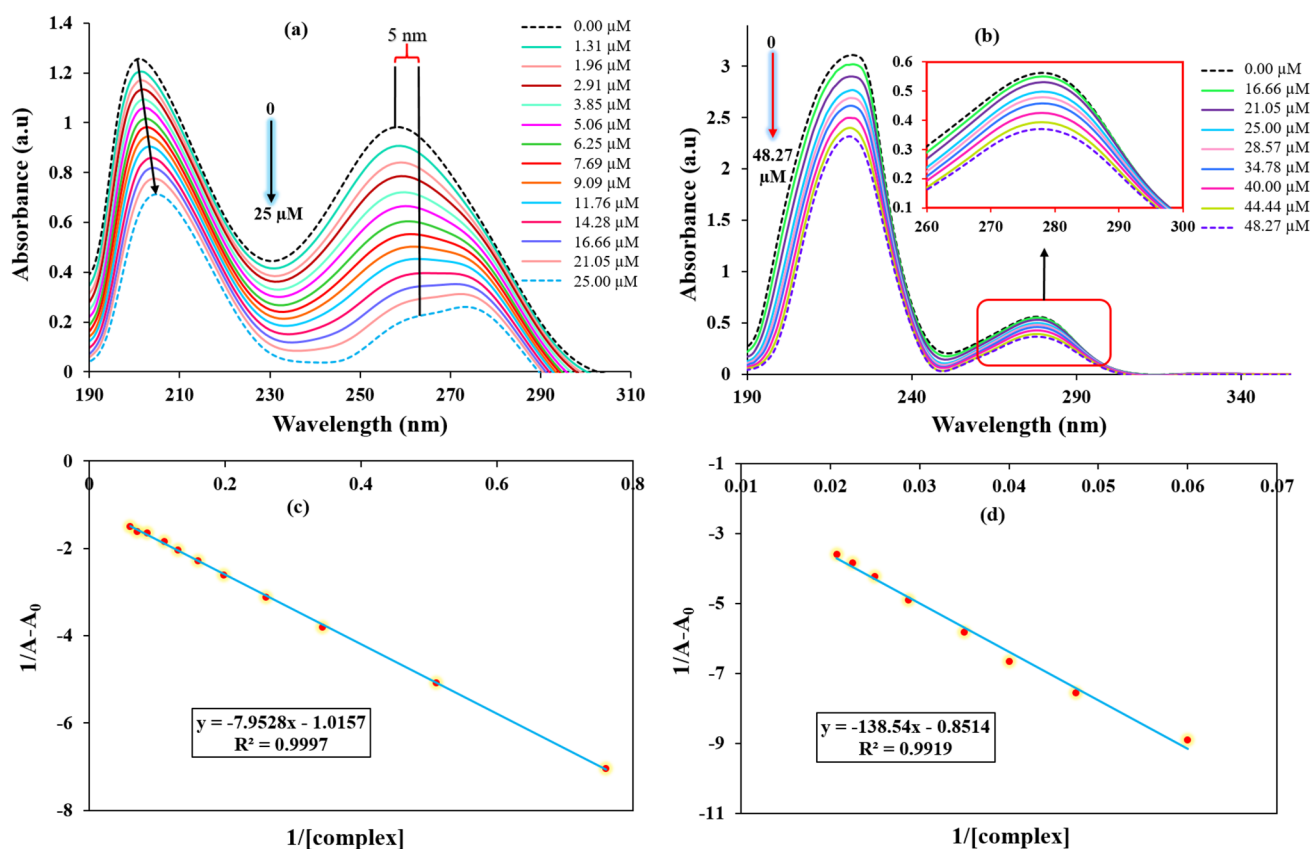 (a)
5 nm
0
25 µM
1.4
1.2
1
0.8
0.6
0.4
0.2
0
190
210
230
250
270
290
310
Absorbance (a.u)
Wavelength (nm)
0.00 µM
1.31 µM
1.96 µM
2.91 µM
3.85 µM
5.06 µM
6.25 µM
7.69 µM
9.09 µM
11.76 µM
14.28 µM
16.66 µM
21.05 µM
25.00 µM
(b)
0
48.27
µM
3
2.5
2
1.5
1
0.5
0
190
240
290
340
Absorbance (a.u)
Wavelength (nm)
0.6
0.5
0.4
0.3
0.2
0.1
260
270
280
290
300
0.00 µM
16.66 µM
21.05 µM
25.00 µM
28.57 µM
34.78 µM
40.00 µM
44.44 µM
48.27 µM
(c)
0
-2
-4
-6
-8
0
0.2
0.4
0.6
0.8
1/A-A0
1/[complex]
y = -7.9528x - 1.0157
R² = 0.9997
(d)
-1
-3
-5
-7
-9
-11
0.01
0.02
0.03
0.04
0.05
0.06
0.07
1/A-A0
1/[complex]
y = -138.54x - 0.8514
R² = 0.9919